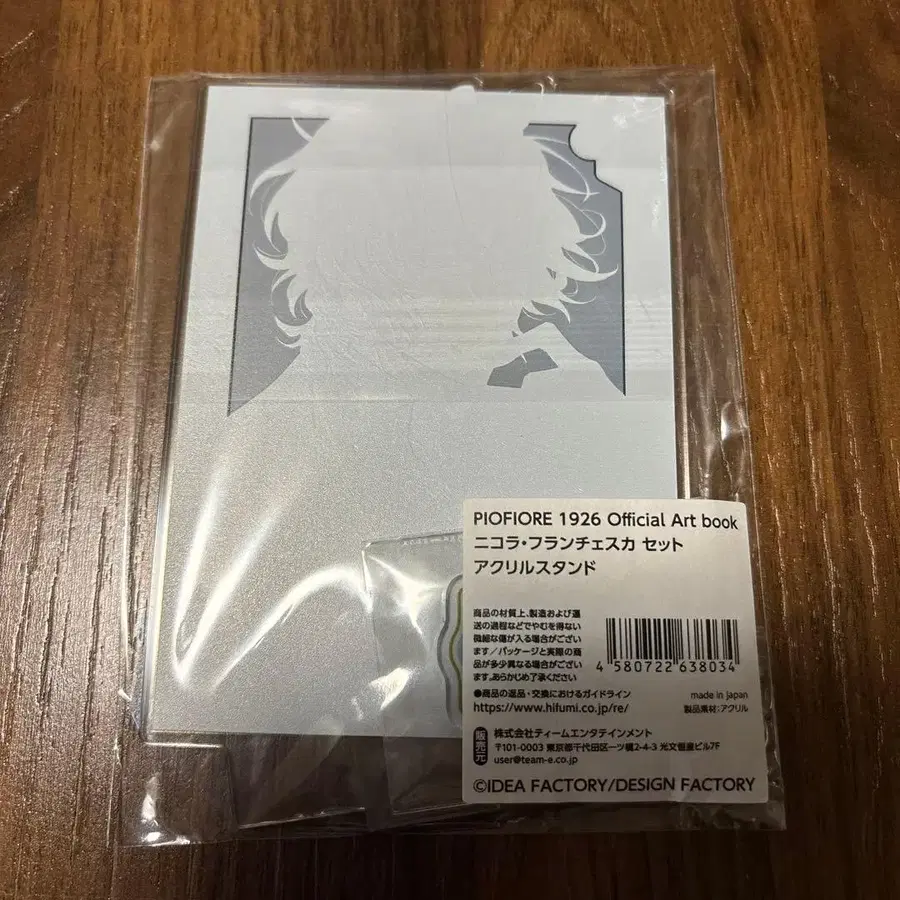 PIOFIORE 1926 Official Art book
ニコラ・フランチェスカ セット
アクリルスタンド
商品の材質上、製造および運
送の過程などでやむを得ない
微細な傷が入る場合がござい
ます／パッケージと実際の商
品が多少異なる場合がござい
ます。あらかじめ了承ください
4 580722 638034
●商品の返品・交換におけるガイドライン
https://www.hifumi.co.jp/re/
made in japan
製品素材：アクリル
販売元
株式会社ティームエンタテインメント
〒101-0003 東京都千代田区一ツ橋2-4-3 光文恒産ビル7F
user@team-e.co.jp
©IDEA FACTORY/DESIGN FACTORY